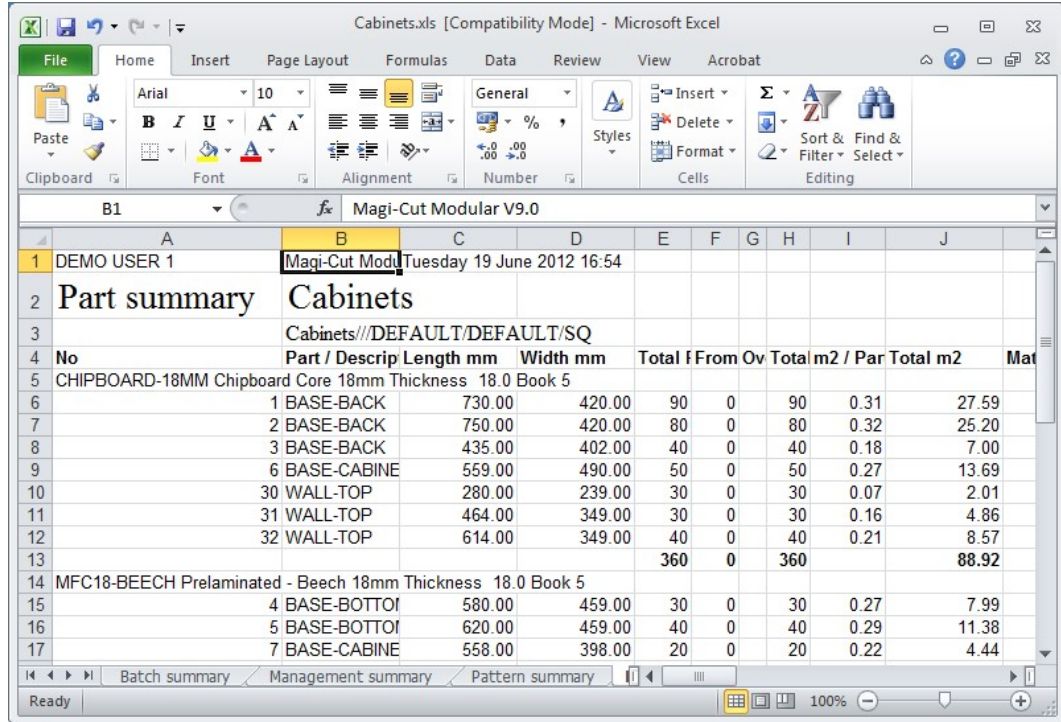 Cabinets.xls [Compatibility Mode] - Microsoft Excel
File Home Insert Page Layout Formulas Data Review View Acrobat
Paste
Arial 10
B I U A A
A
General
% ,
.0 .00 .00 .0
Styles
Insert
Delete
Format
Σ
Sort & Filter
Find & Select
Clipboard Font Alignment Number Cells Editing
B1 fx Magi-Cut Modular V9.0
A B C D E F G H I J
1 DEMO USER 1 Magi-Cut Modu Tuesday 19 June 2012 16:54
2 Part summary Cabinets
3 Cabinets///DEFAULT/DEFAULT/SQ
4 No Part / Descrip Length mm Width mm Total From Ov Total m2 / Par Total m2 Mat
5 CHIPBOARD-18MM Chipboard Core 18mm Thickness 18.0 Book 5
6 1 BASE-BACK 730.00 420.00 90 0 90 0.31 27.59
7 2 BASE-BACK 750.00 420.00 80 0 80 0.32 25.20
8 3 BASE-BACK 435.00 402.00 40 0 40 0.18 7.00
9 6 BASE-CABINE 559.00 490.00 50 0 50 0.27 13.69
10 30 WALL-TOP 280.00 239.00 30 0 30 0.07 2.01
11 31 WALL-TOP 464.00 349.00 30 0 30 0.16 4.86
12 32 WALL-TOP 614.00 349.00 40 0 40 0.21 8.57
13 360 0 360 88.92
14 MFC18-BEECH Prelaminated - Beech 18mm Thickness 18.0 Book 5
15 4 BASE-BOTTO 580.00 459.00 30 0 30 0.27 7.99
16 5 BASE-BOTTO 620.00 459.00 40 0 40 0.29 11.38
17 7 BASE-CABINE 558.00 398.00 20 0 20 0.22 4.44
Batch summary Management summary Pattern summary
Ready 100%